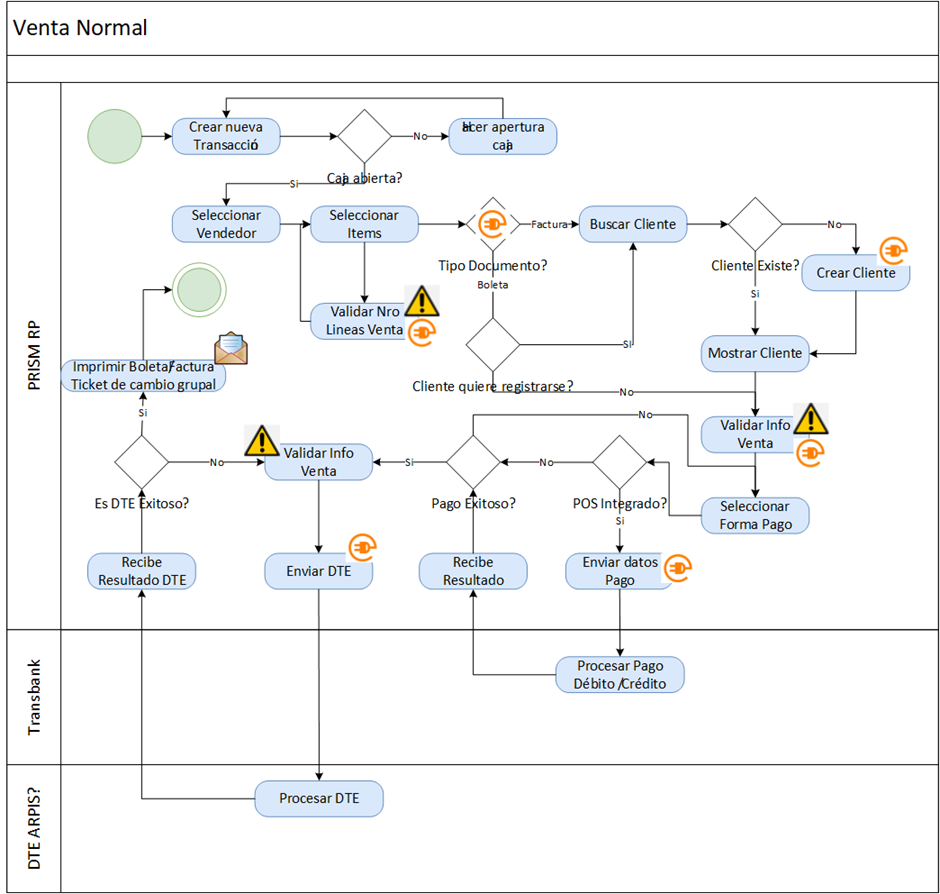 Venta Normal
PRISM RP
Crear nueva
Transacción
No
Hacer apertura
caja
Caja abierta?
Si
Seleccionar
Vendedor
Seleccionar
Items
Factura
Buscar Cliente
No
Tipo Documento?
Boleta
Cliente Existe?
Si
Crear Cliente
Validar Nro
Lineas Venta
SI
Mostrar Cliente
Imprimir Boleta/Factura
Ticket de cambio grupal
Cliente quiere registrarse?
No
Si
No
Validar Info
Venta
No
Validar Info
Venta
Si
No
Es DTE Exitoso?
Pago Exitoso?
POS Integrado?
Si
Seleccionar
Forma Pago
Recibe
Resultado DTE
Enviar DTE
Recibe
Resultado
Enviar datos
Pago
Transbank
Procesar Pago
Débito /Crédito
DTE ARPIS?
Procesar DTE